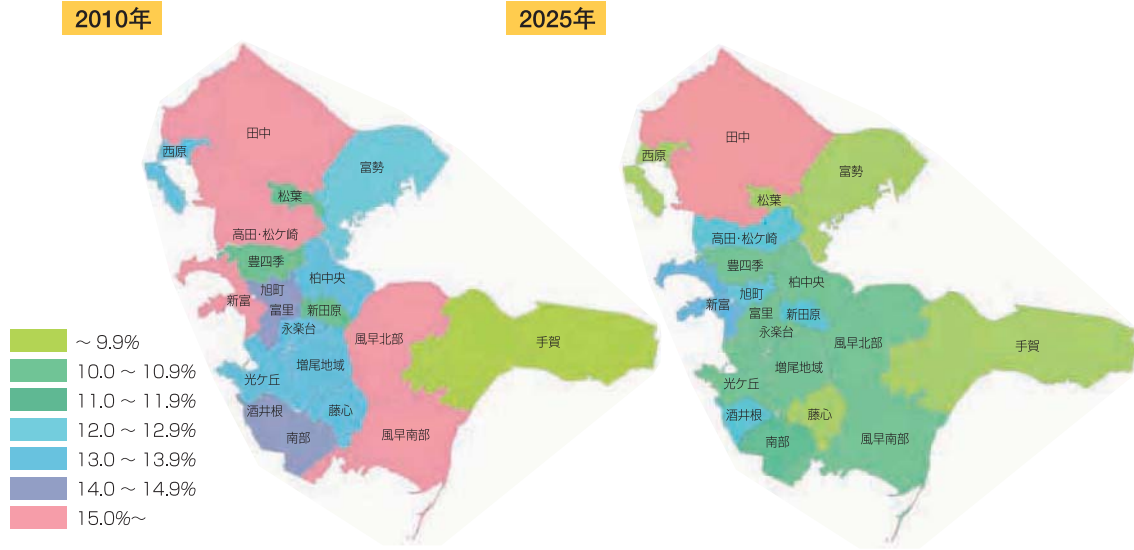 2010年
田中
西原
富勢
松葉
高田・松ケ崎
豊四季
柏中央
旭町
新富
富里
新田原
永楽台
風早北部
手賀
増尾地域
光ケ丘
酒井根
藤心
南部
風早南部
2025年
田中
西原
富勢
松葉
高田・松ケ崎
豊四季
柏中央
旭町
新富
富里
新田原
永楽台
風早北部
手賀
増尾地域
光ケ丘
酒井根
藤心
南部
風早南部
～ 9.9%
10.0 ～ 10.9%
11.0 ～ 11.9%
12.0 ～ 12.9%
13.0 ～ 13.9%
14.0 ～ 14.9%
15.0%～